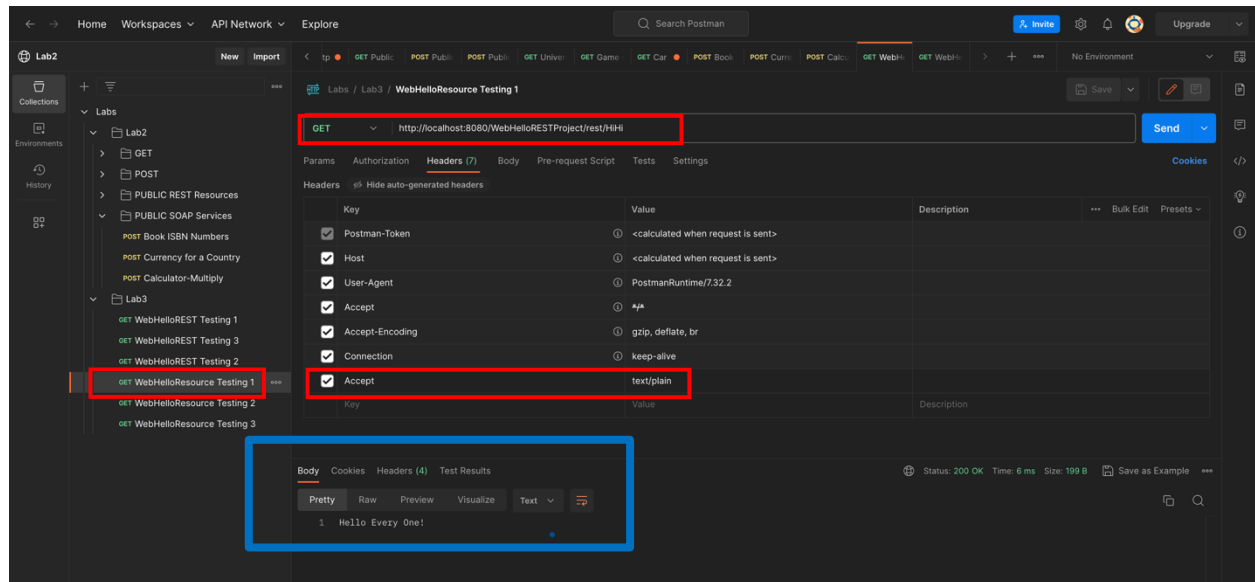 Home Workspaces API Network Explore Search Postman Invite Upgrade
Lab2 New Import tp GET Public POST Publi POST Publi GET Univer GET Game GET Car POST Book POST Curre POST Calcu GET WebHe GET WebHe No Environment
Collections
Environments
History
Labs
Lab2
GET
POST
PUBLIC REST Resources
PUBLIC SOAP Services
POST Book ISBN Numbers
POST Currency for a Country
POST Calculator-Multiply
Lab3
GET WebHelloREST Testing 1
GET WebHelloREST Testing 3
GET WebHelloREST Testing 2
GET WebHelloResource Testing 1
GET WebHelloResource Testing 2
GET WebHelloResource Testing 3
HTTP Labs / Lab3 / WebHelloResource Testing 1 Save
GET http://localhost:8080/WebHelloRESTProject/rest/HiHi Send
Params Authorization Headers (7) Body Pre-request Script Tests Settings Cookies
Headers Hide auto-generated headers
Key Value Description Bulk Edit Presets
Postman-Token <calculated when request is sent>
Host <calculated when request is sent>
User-Agent PostmanRuntime/7.32.2
Accept */*
Accept-Encoding gzip, deflate, br
Connection keep-alive
Accept text/plain
Key Value Description
Body Cookies Headers (4) Test Results Status: 200 OK Time: 6 ms Size: 199 B Save as Example
Pretty Raw Preview Visualize Text
1 Hello Every One!